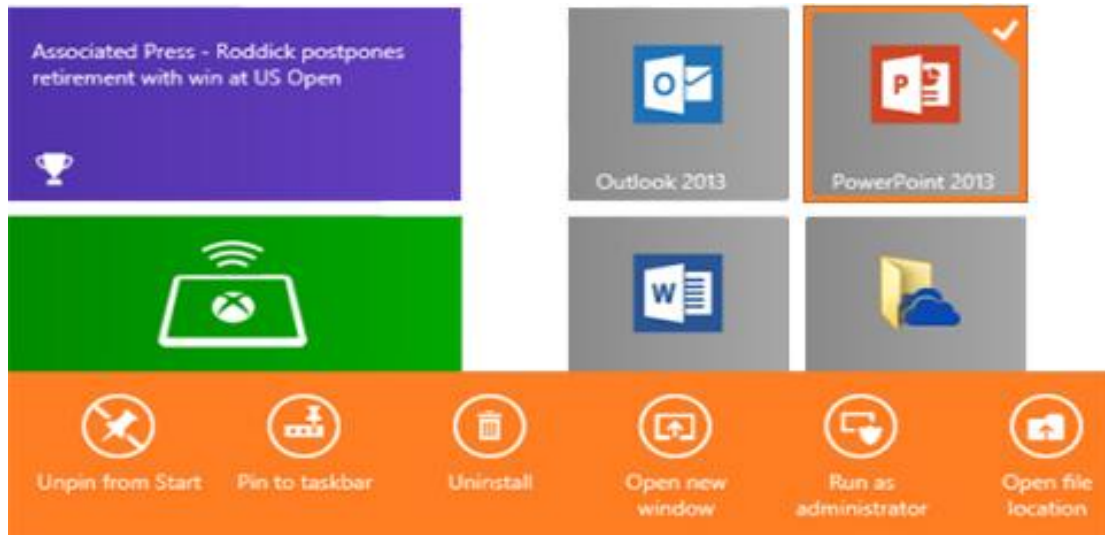 Associated Press - Roddick postpones
retirement with win at US Open
Outlook 2013
PowerPoint 2013
Unpin from Start
Pin to taskbar
Uninstall
Open new
window
Run as
administrator
Open file
location